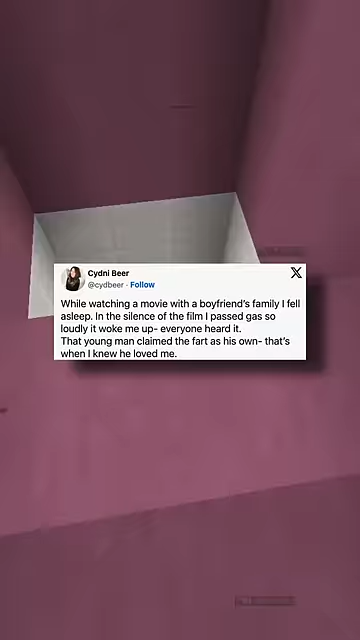 Cydni Beer
@cydbeer · Follow
X
While watching a movie with a boyfriend's family I fell
asleep. In the silence of the film I passed gas so
loudly it woke me up- everyone heard it.
That young man claimed the fart as his own- that's
when I knew he loved me.